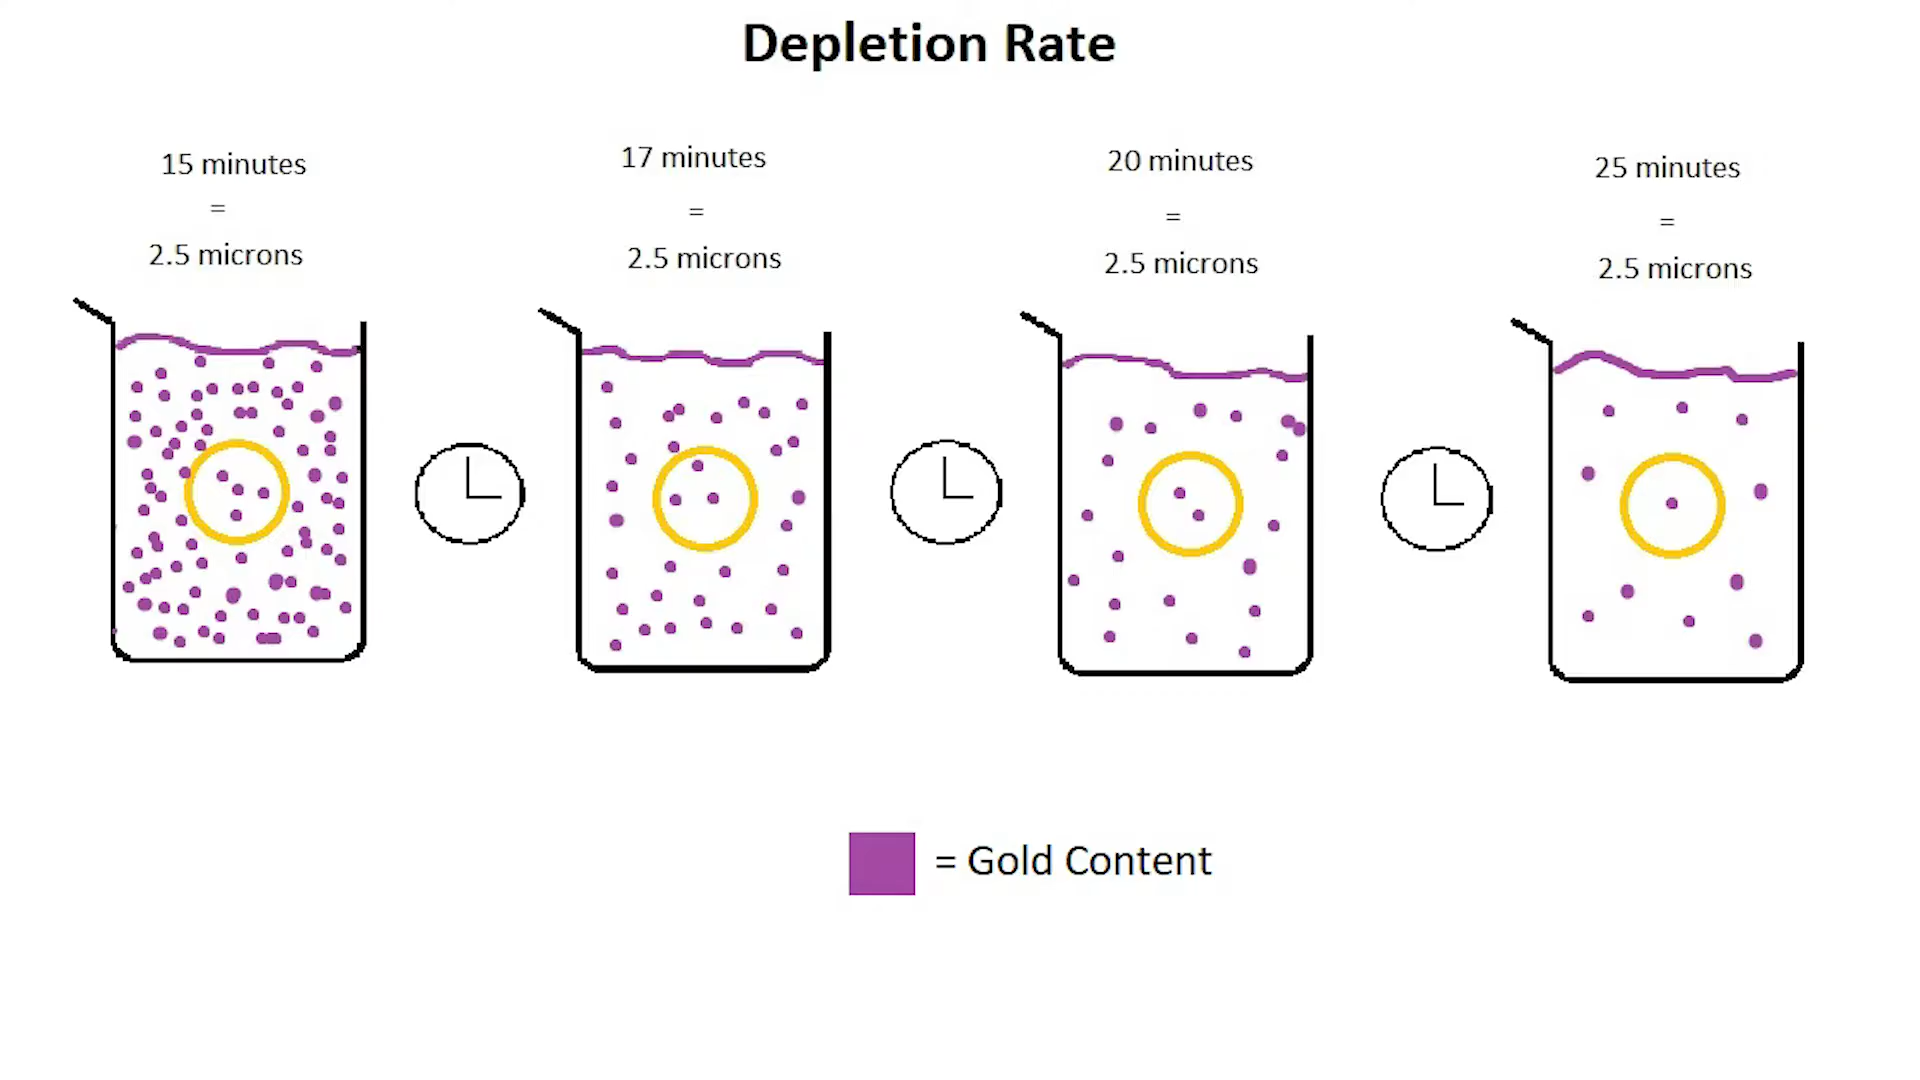 Depletion Rate
15 minutes
=
2.5 microns
17 minutes
=
2.5 microns
20 minutes
=
2.5 microns
25 minutes
=
2.5 microns
= Gold Content